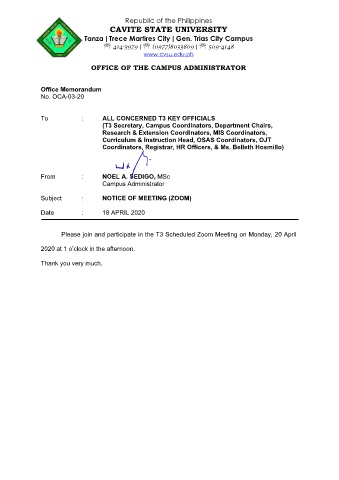 Republic of the Philippines
CAVITE STATE UNIVERSITY
Tanza | Trece Martires City | Gen. Trias City Campus
☏ 414-3979 | ☏ (0977)8033809 | ☏ 509-4148
www.cvsu.edu.ph
OFFICE OF THE CAMPUS ADMINISTRATOR
Office Memorandum
No. OCA-03-20
To : ALL CONCERNED T3 KEY OFFICIALS
(T3 Secretary, Campus Coordinators, Department Chairs,
Research & Extension Coordinators, MIS Coordinators,
Curriculum & Instruction Head, OSAS Coordinators, OJT
Coordinators, Registrar, HR Officers, & Ms. Belleth Hosmillo)
From : NOEL A. SEDIGO, MSc
Campus Administrator
Subject : NOTICE OF MEETING (ZOOM)
Date : 18 APRIL 2020
Please join and participate in the T3 Scheduled Zoom Meeting on Monday, 20 April
2020 at 1 o'clock in the afternoon.
Thank you very much.